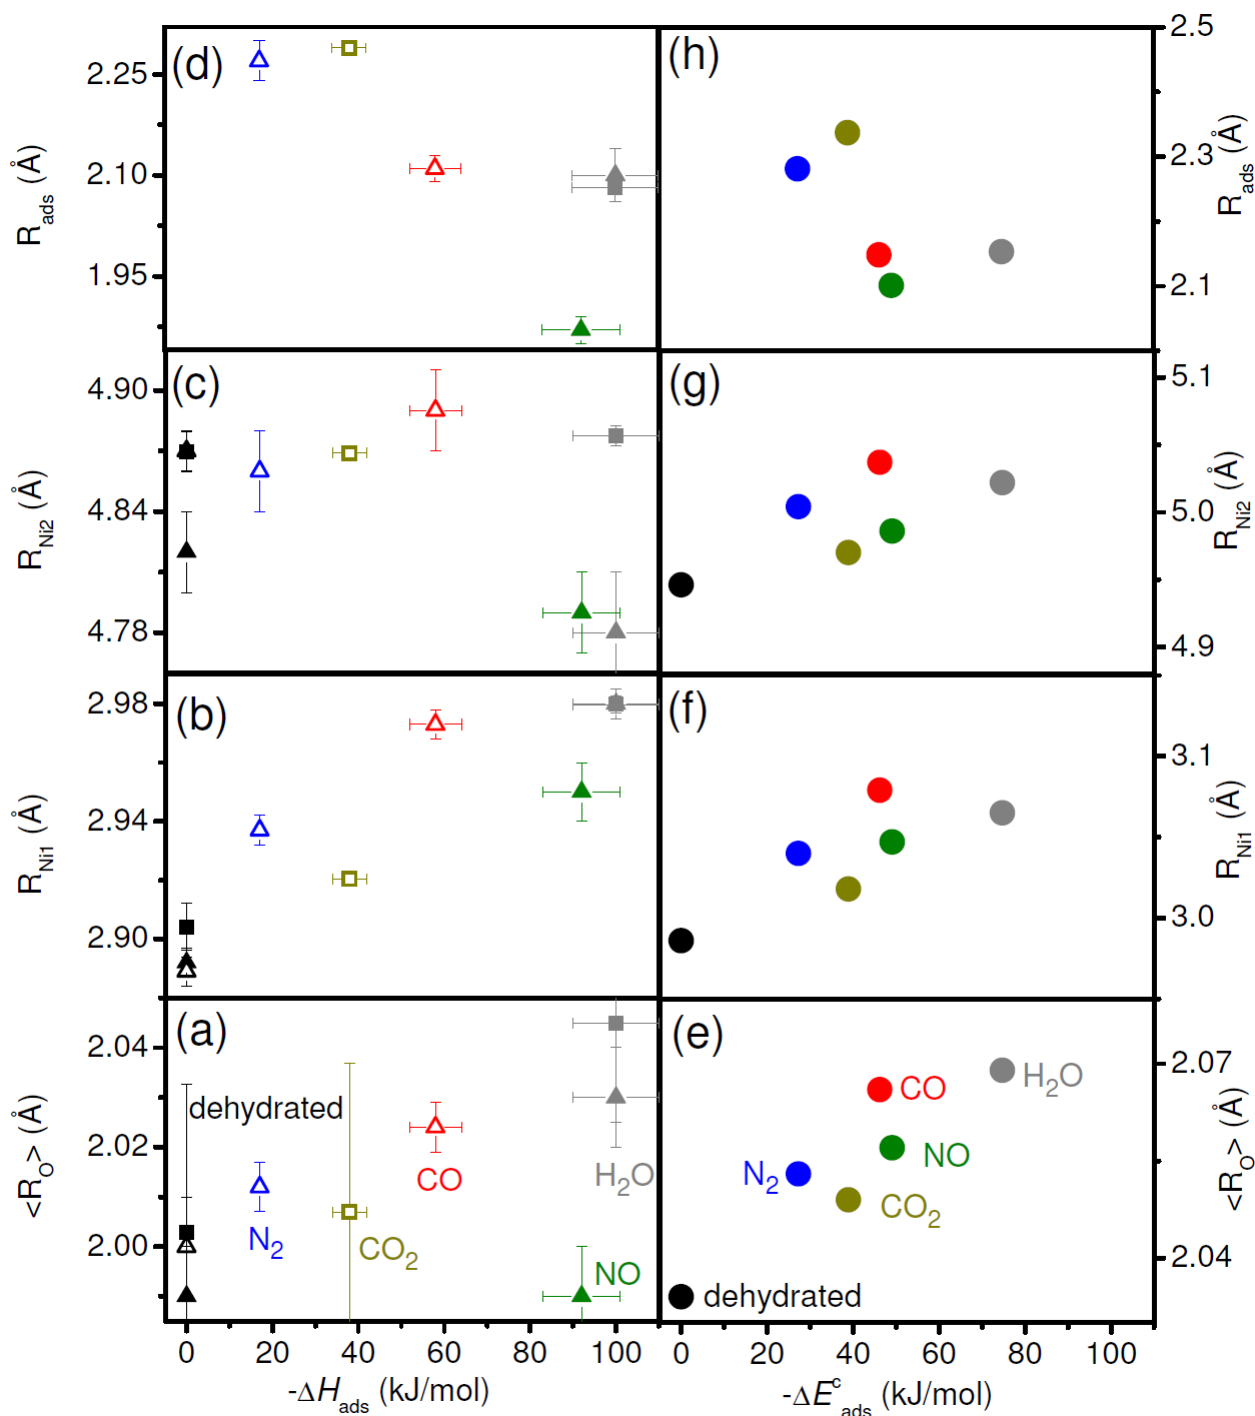 (d)
2.25
2.10
1.95
R_ads (Å)
(h)
2.5
2.3
2.1
R_ads (Å)
(c)
4.90
4.84
4.78
R_Ni2 (Å)
(g)
5.1
5.0
4.9
R_Ni2 (Å)
(b)
2.98
2.94
2.90
R_Ni1 (Å)
(f)
3.1
3.0
R_Ni1 (Å)
(a)
2.04
2.02
2.00
<R_O> (Å)
dehydrated
N₂
CO₂
CO
NO
H₂O
(e)
2.07
2.04
<R_O> (Å)
CO
H₂O
N₂
NO
CO₂
dehydrated
0 20 40 60 80 100
-ΔH_ads (kJ/mol)
0 20 40 60 80 100
-ΔE^c_ads (kJ/mol)